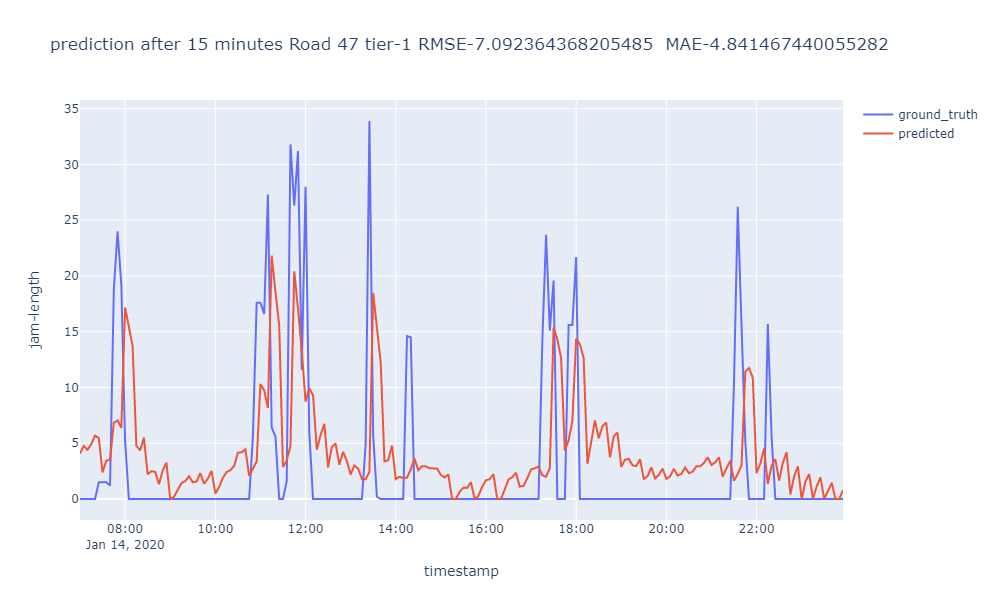 prediction after 15 minutes Road 47 tier-1 RMSE-7.092364368205485  MAE-4.841467440055282
ground_truth
predicted
35
30
25
20
15
10
5
0
jam-length
08:00 10:00 12:00 14:00 16:00 18:00 20:00 22:00
Jan 14, 2020
timestamp